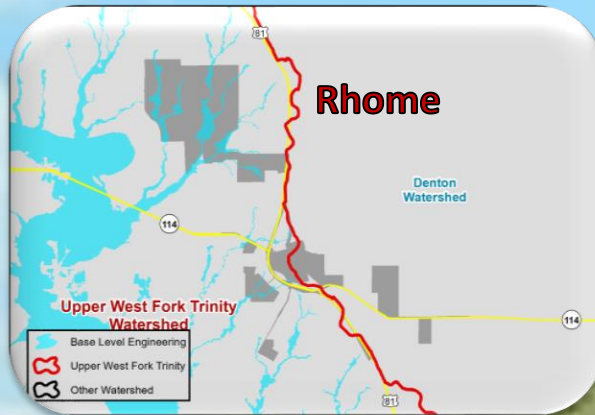 81
Rhome
Denton
Watershed
114
Upper West Fork Trinity
Watershed
114
Base Level Engineering
Upper West Fork Trinity
Other Watershed
81